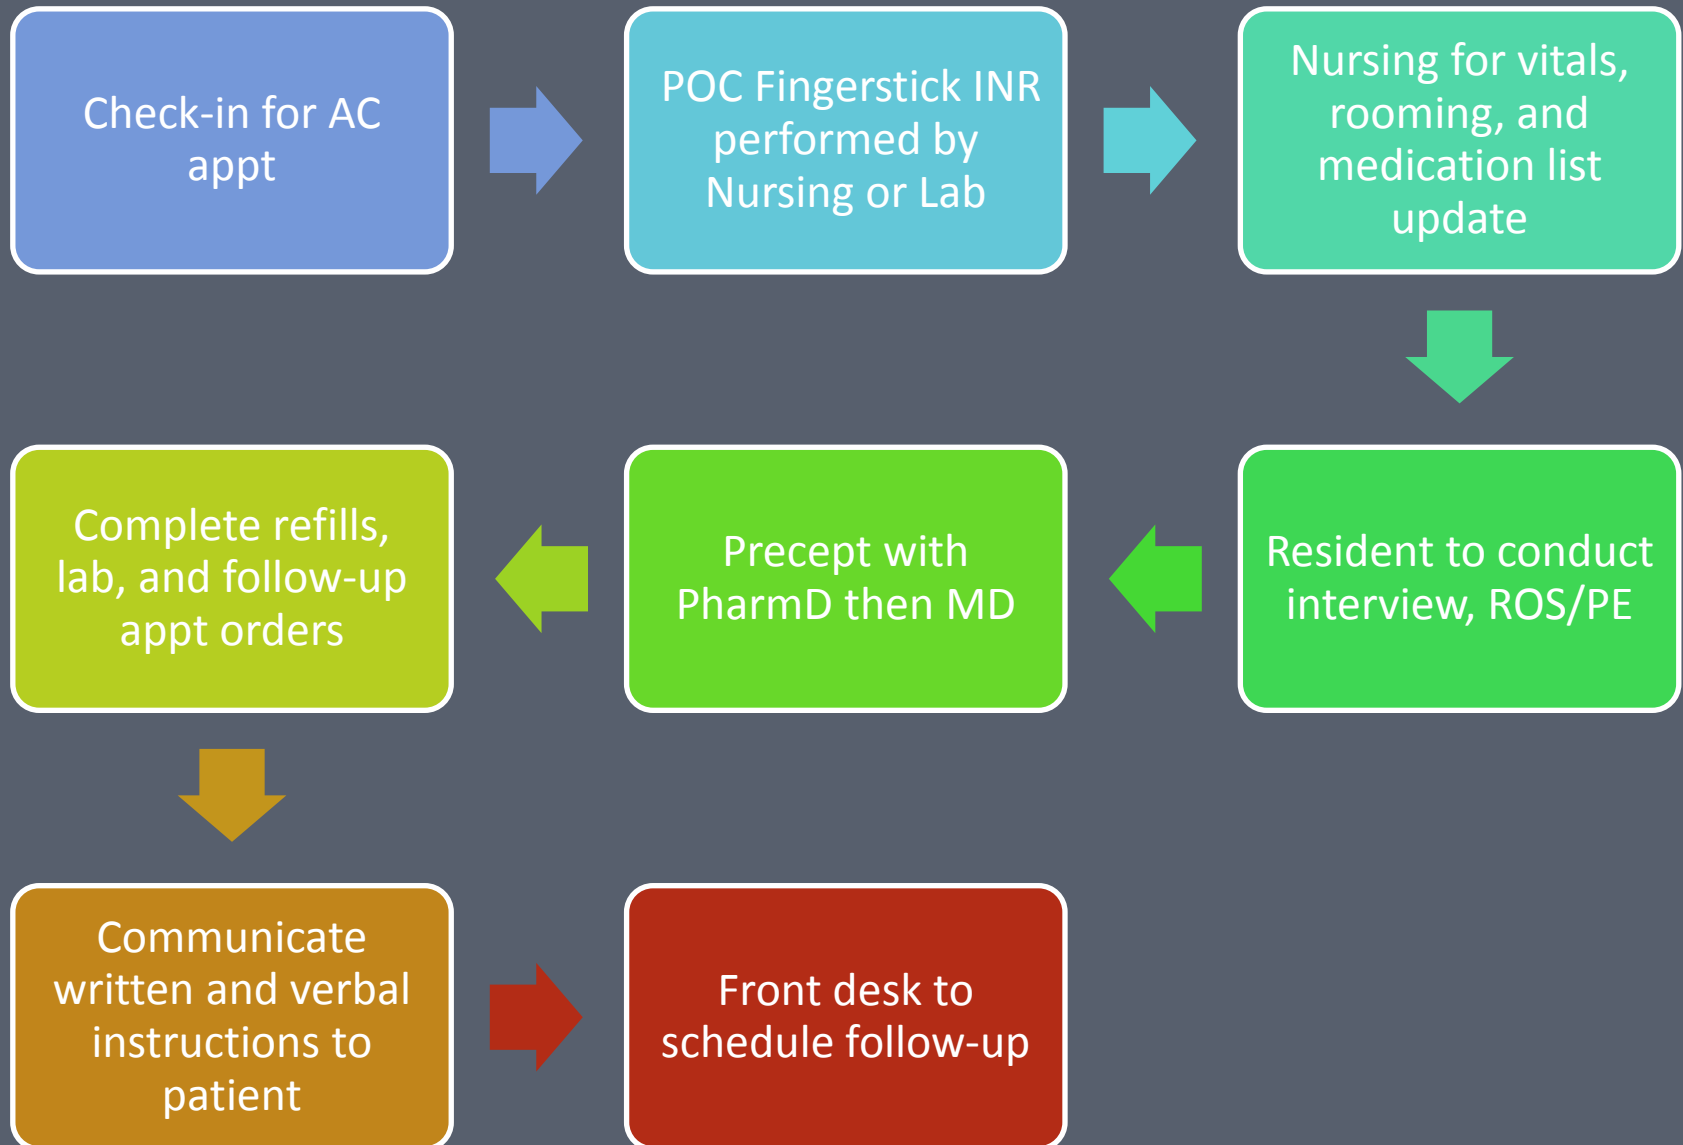 Check-in for AC
appt
POC Fingerstick INR
performed by
Nursing or Lab
Nursing for vitals,
rooming, and
medication list
update
Resident to conduct
interview, ROS/PE
Precept with
PharmD then MD
Complete refills,
lab, and follow-up
appt orders
Communicate
written and verbal
instructions to
patient
Front desk to
schedule follow-up